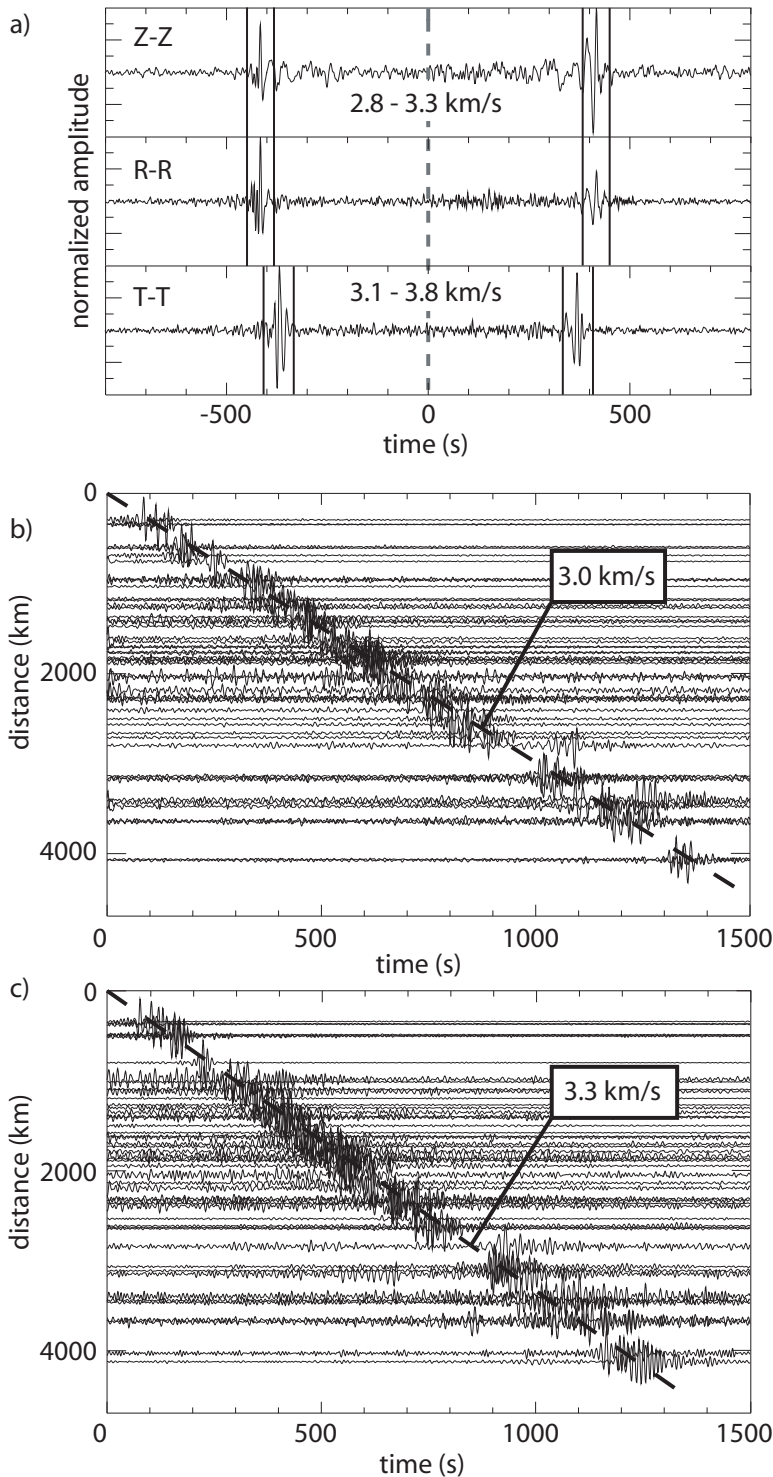 a)
Z-Z
2.8 - 3.3 km/s
R-R
T-T
3.1 - 3.8 km/s
normalized amplitude
-500 0 500
time (s)
b)
0
2000
4000
distance (km)
3.0 km/s
0 500 1000 1500
time (s)
c)
0
2000
4000
distance (km)
3.3 km/s
0 500 1000 1500
time (s)